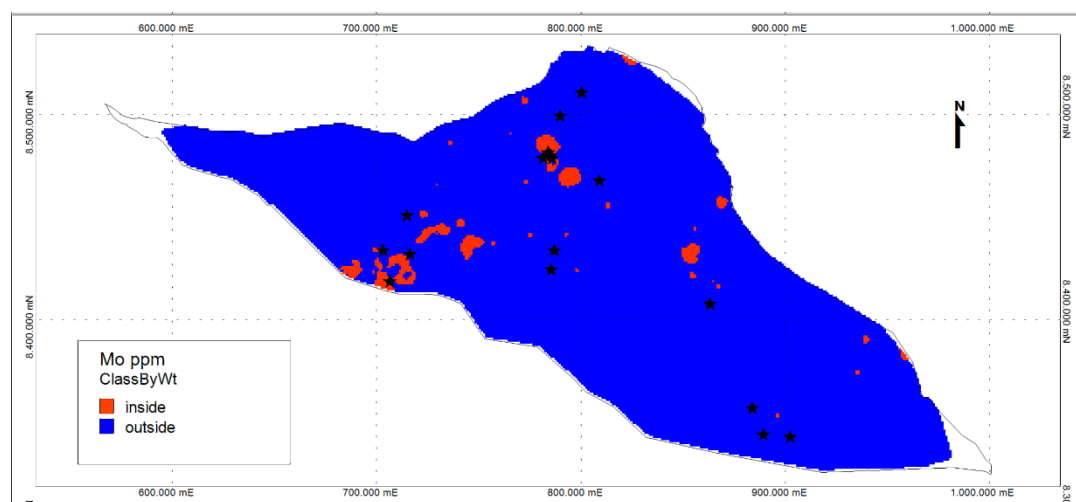 600.000 mE 700.000 mE 800.000 mE 900.000 mE 1.000.000 mE
8.500.000 mN 8.500.000 mN
N
8.400.000 mN 8.400.000 mN
Mo ppm
ClassByWt
inside
outside
600.000 mE 700.000 mE 800.000 mE 900.000 mE 1.000.000 mE